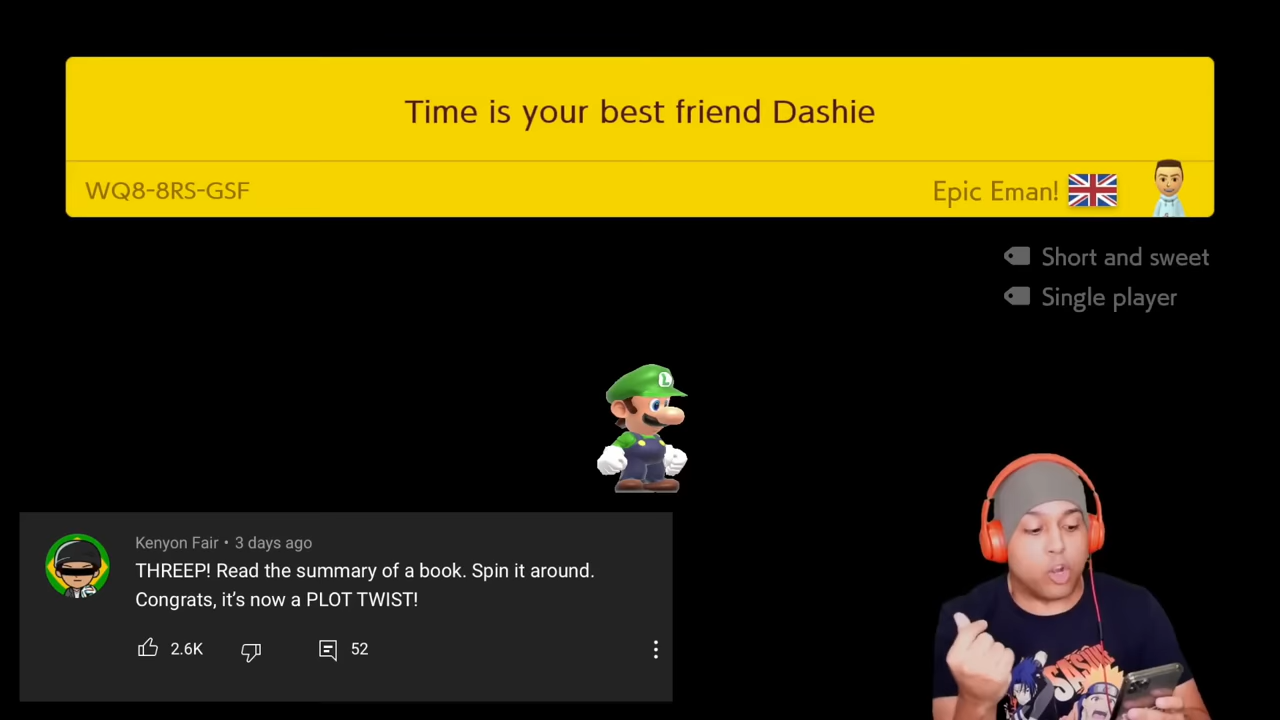 Time is your best friend Dashie
WQ8-8RS-GSF
Epic Eman!
Short and sweet
Single player
L
Kenyon Fair • 3 days ago
THREEP! Read the summary of a book. Spin it around.
Congrats, it’s now a PLOT TWIST!
2.6K
52
SASUKE